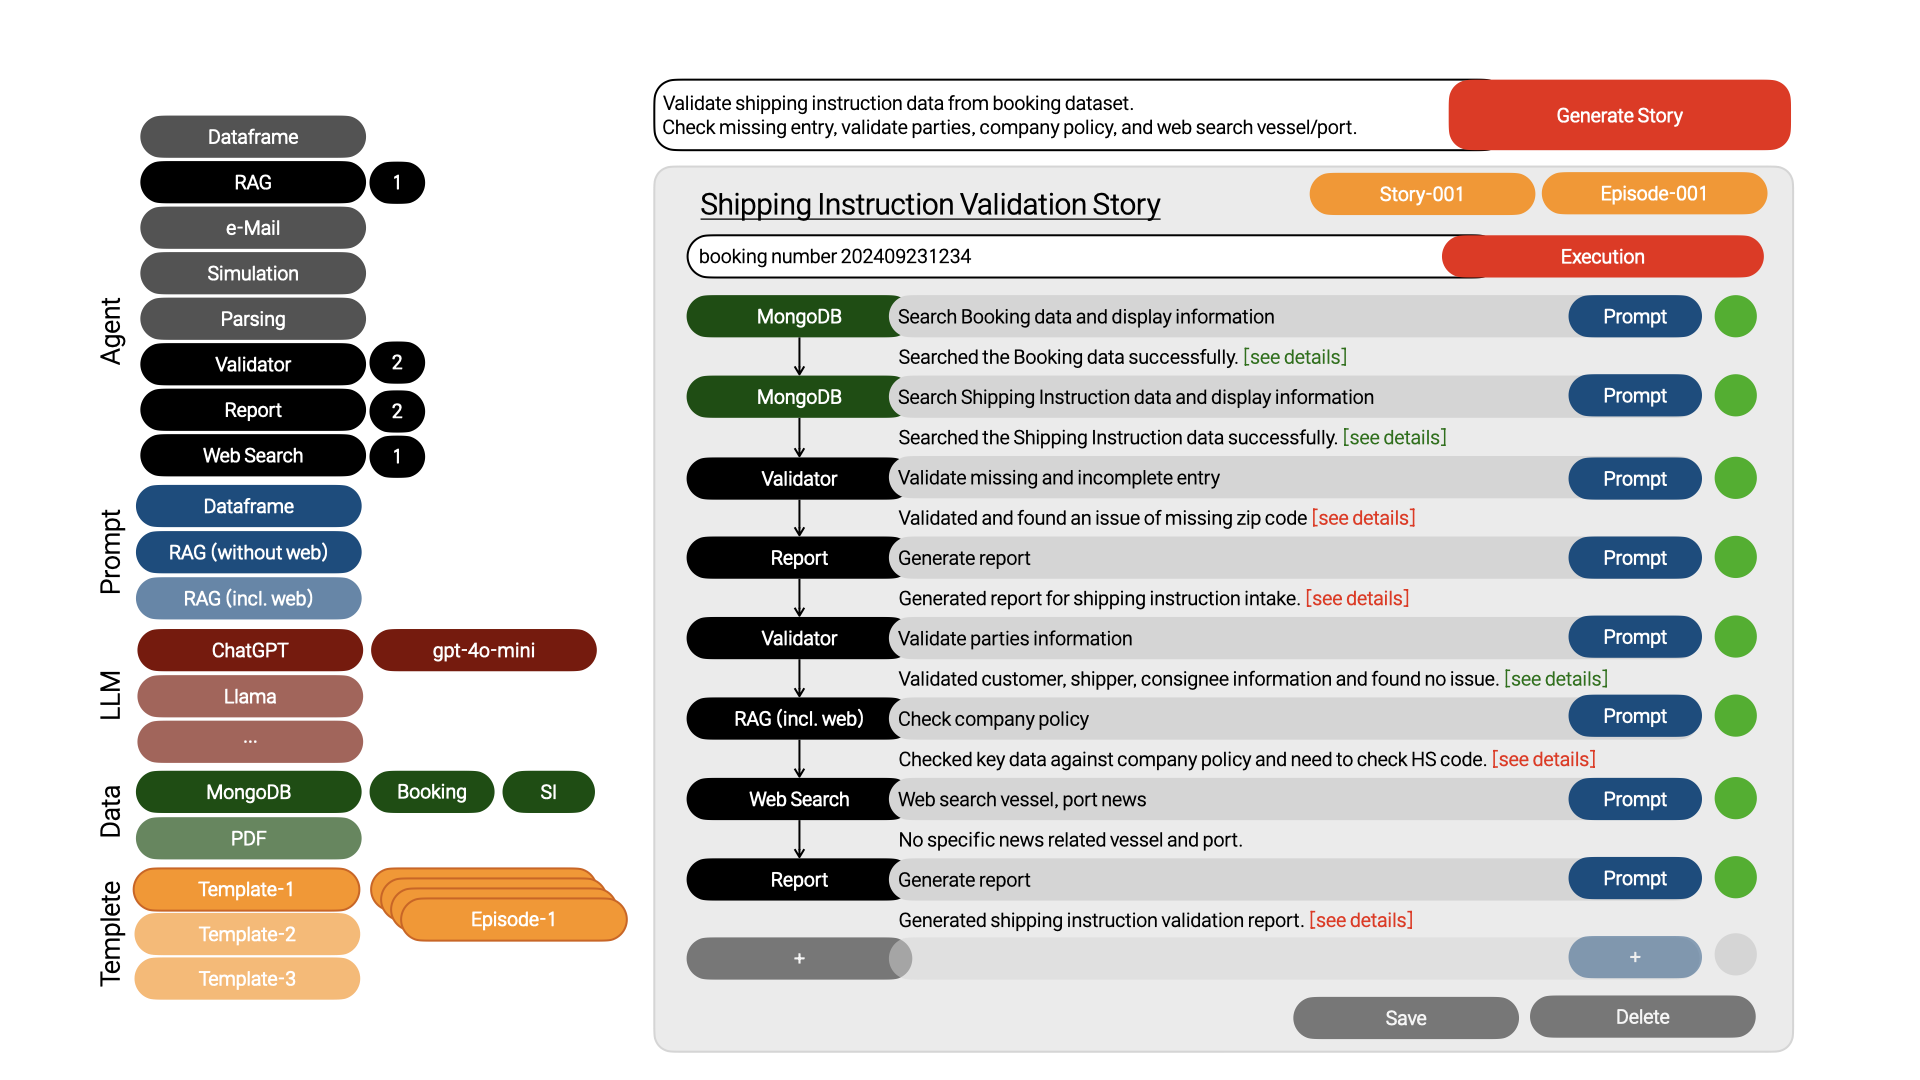 Agent
Dataframe
RAG 1
e-Mail
Simulation
Parsing
Validator 2
Report 2
Web Search 1
Prompt
Dataframe
RAG (without web)
RAG (incl. web)
LLM
ChatGPT gpt-4o-mini
Llama
...
Data
MongoDB Booking SI
PDF
Templete
Template-1
Episode-1
Template-2
Template-3
Validate shipping instruction data from booking dataset.
Check missing entry, validate parties, company policy, and web search vessel/port.
Generate Story
Shipping Instruction Validation Story
Story-001 Episode-001
booking number 202409231234 Execution
MongoDB Search Booking data and display information Prompt
Searched the Booking data successfully. [see details]
MongoDB Search Shipping Instruction data and display information Prompt
Searched the Shipping Instruction data successfully. [see details]
Validator Validate missing and incomplete entry Prompt
Validated and found an issue of missing zip code [see details]
Report Generate report Prompt
Generated report for shipping instruction intake. [see details]
Validator Validate parties information Prompt
Validated customer, shipper, consignee information and found no issue. [see details]
RAG (incl. web) Check company policy Prompt
Checked key data against company policy and need to check HS code. [see details]
Web Search Web search vessel, port news Prompt
No specific news related vessel and port.
Report Generate report Prompt
Generated shipping instruction validation report. [see details]
+ +
Save Delete